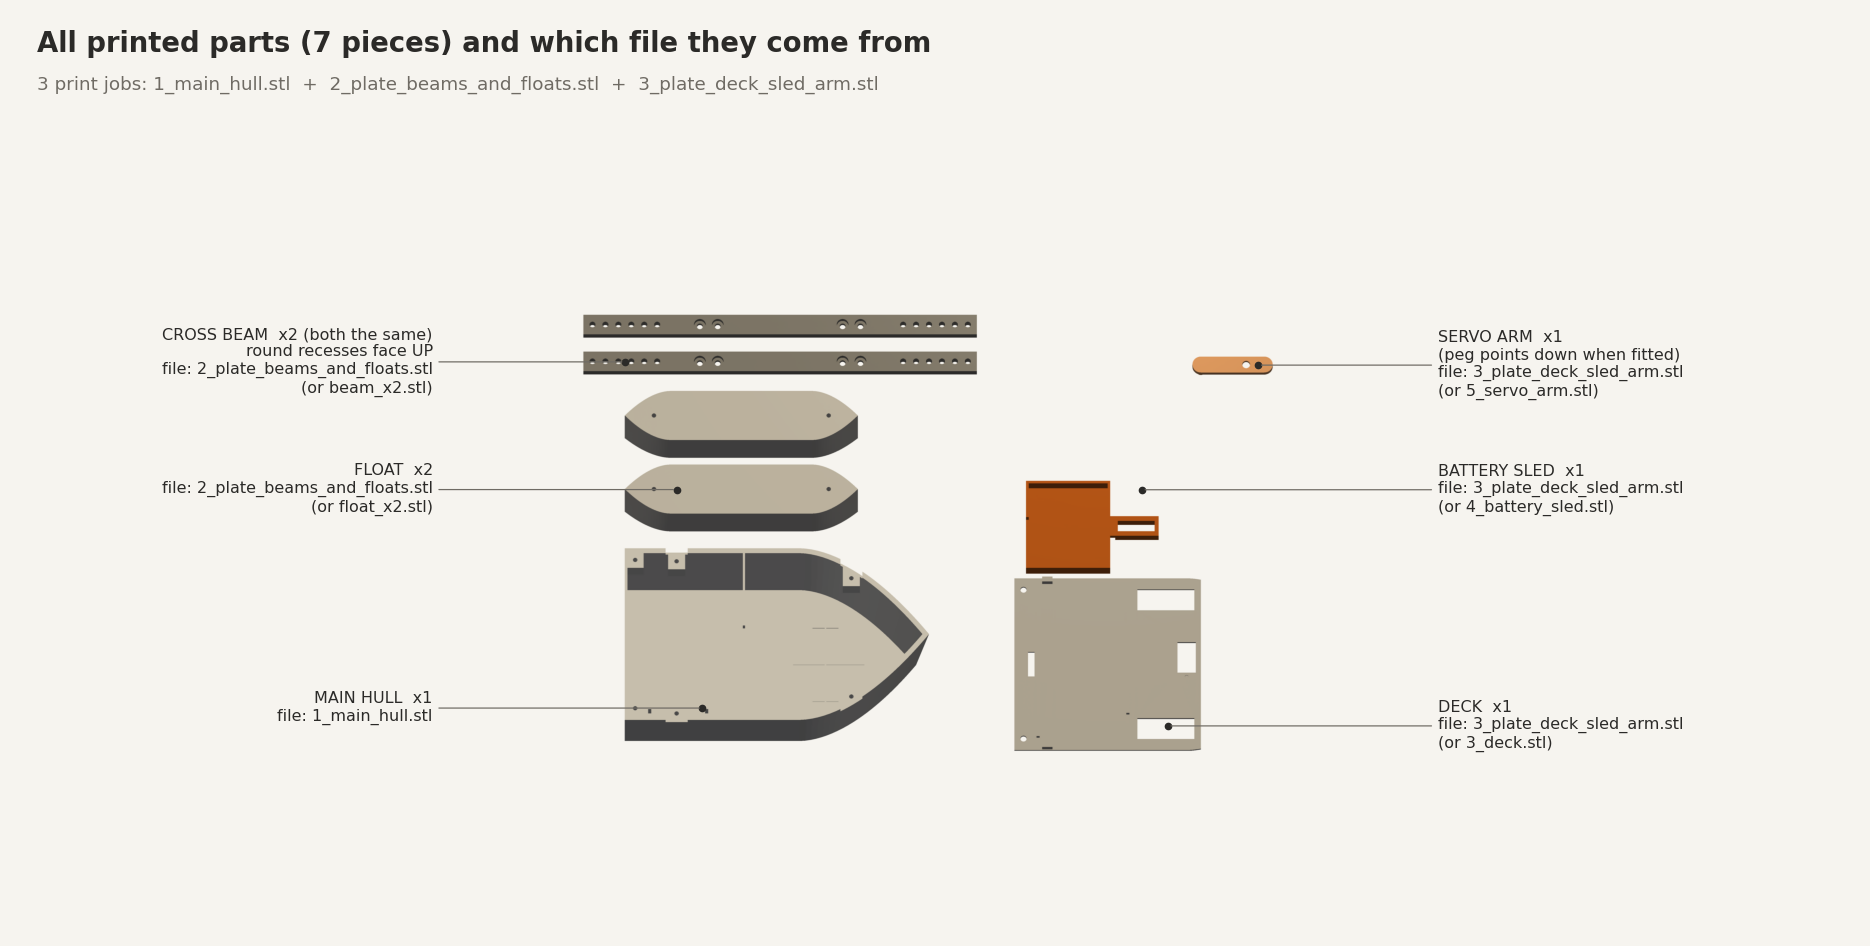 All printed parts (7 pieces) and which file they come from
3 print jobs: 1_main_hull.stl  +  2_plate_beams_and_floats.stl  +  3_plate_deck_sled_arm.stl
CROSS BEAM  x2 (both the same)
round recesses face UP
file: 2_plate_beams_and_floats.stl
(or beam_x2.stl)
SERVO ARM  x1
(peg points down when fitted)
file: 3_plate_deck_sled_arm.stl
(or 5_servo_arm.stl)
FLOAT  x2
file: 2_plate_beams_and_floats.stl
(or float_x2.stl)
BATTERY SLED  x1
file: 3_plate_deck_sled_arm.stl
(or 4_battery_sled.stl)
MAIN HULL  x1
file: 1_main_hull.stl
DECK  x1
file: 3_plate_deck_sled_arm.stl
(or 3_deck.stl)